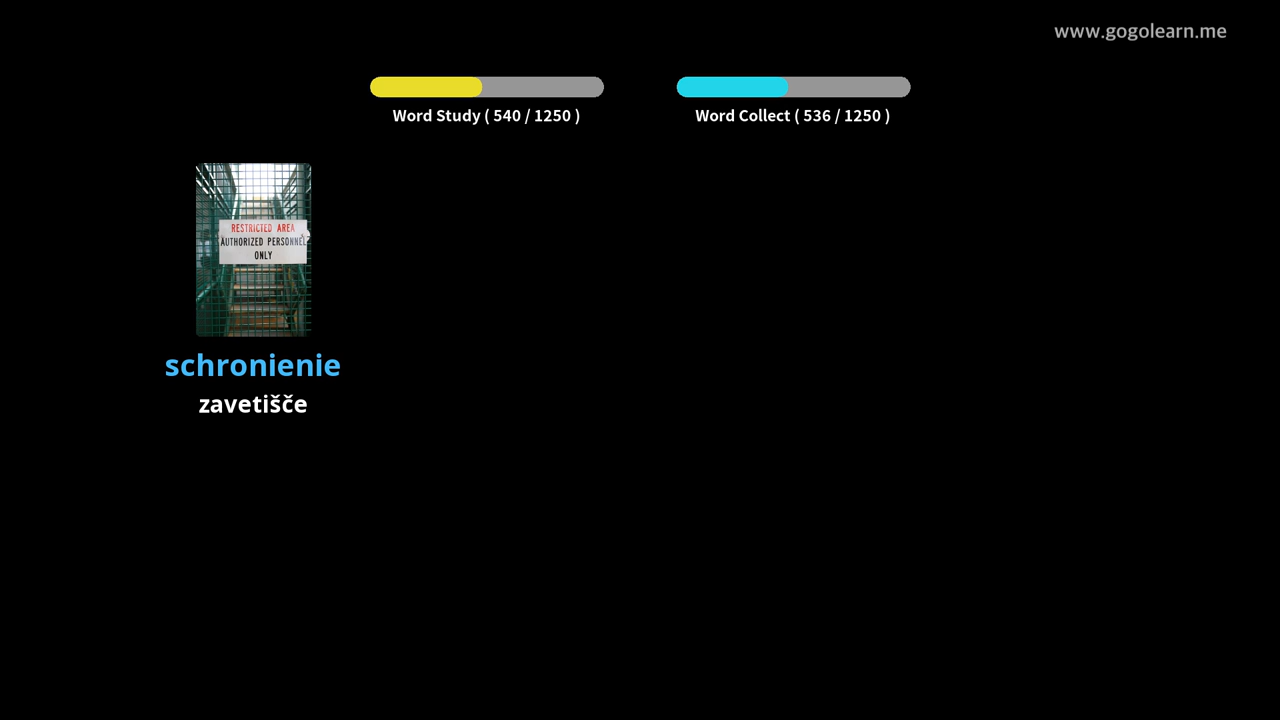 www.gogolearn.me
Word Study ( 540 / 1250 )
Word Collect ( 536 / 1250 )
RESTRICTED AREA
AUTHORIZED PERSONNEL
ONLY
schronienie
zavetišče